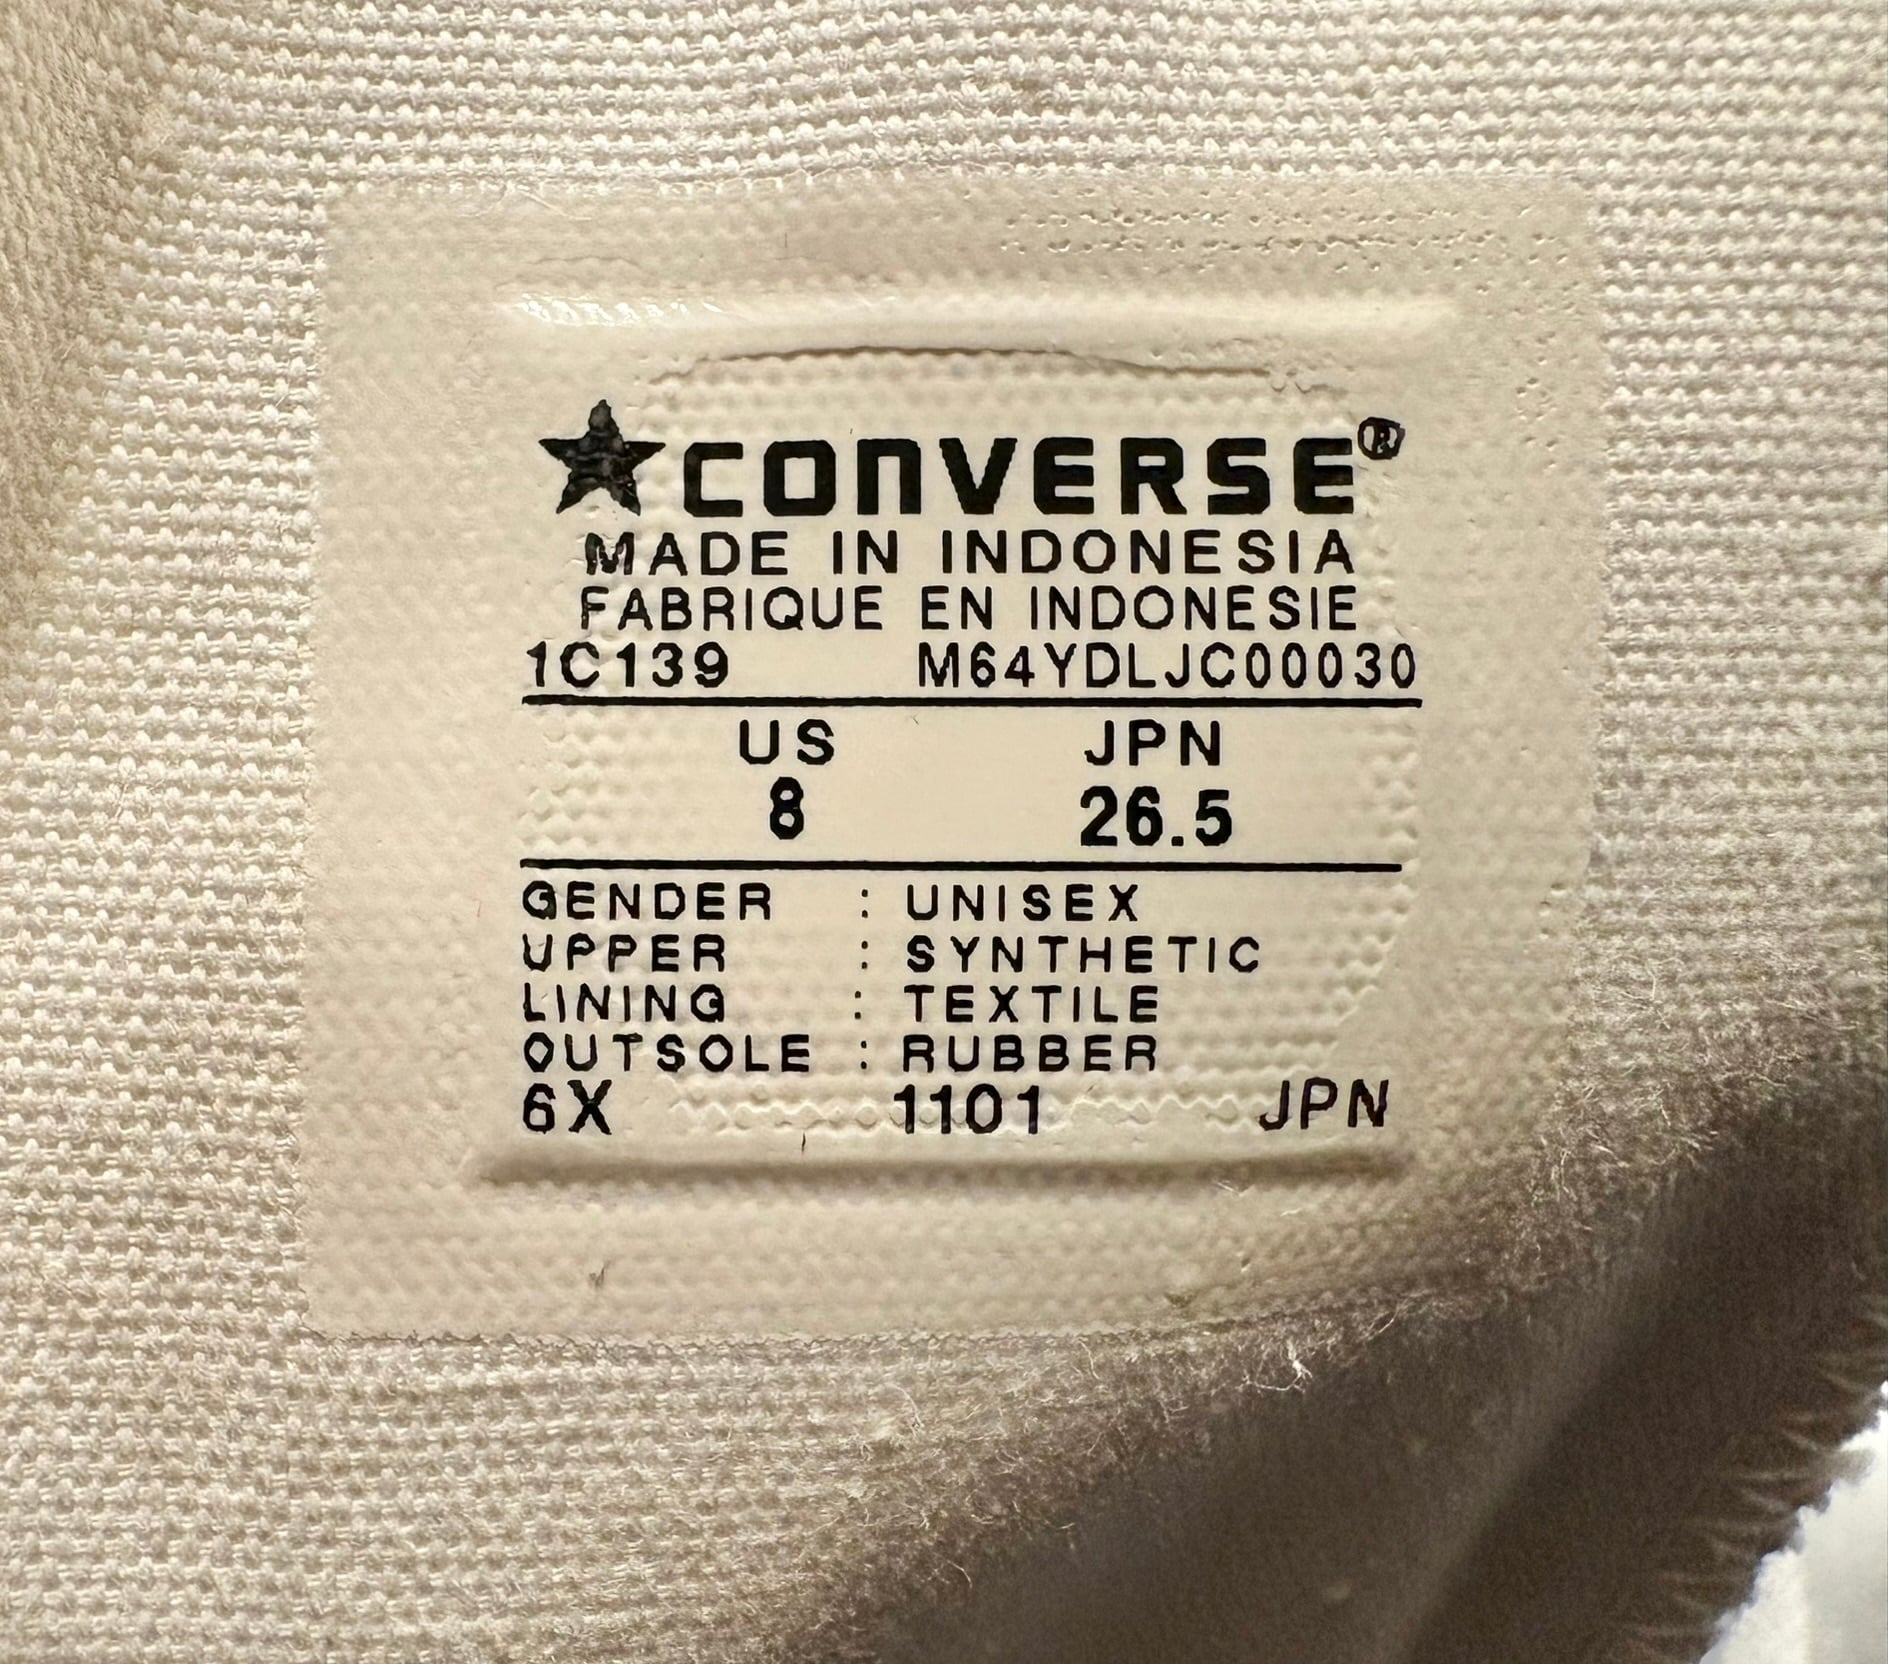 CONVERSE®
MADE IN INDONESIA
FABRIQUE EN INDONESIE
1C139 M64YDLJC00030
US JPN
8 26.5
GENDER : UNISEX
UPPER : SYNTHETIC
LINING : TEXTILE
OUTSOLE : RUBBER
6X 1101 JPN